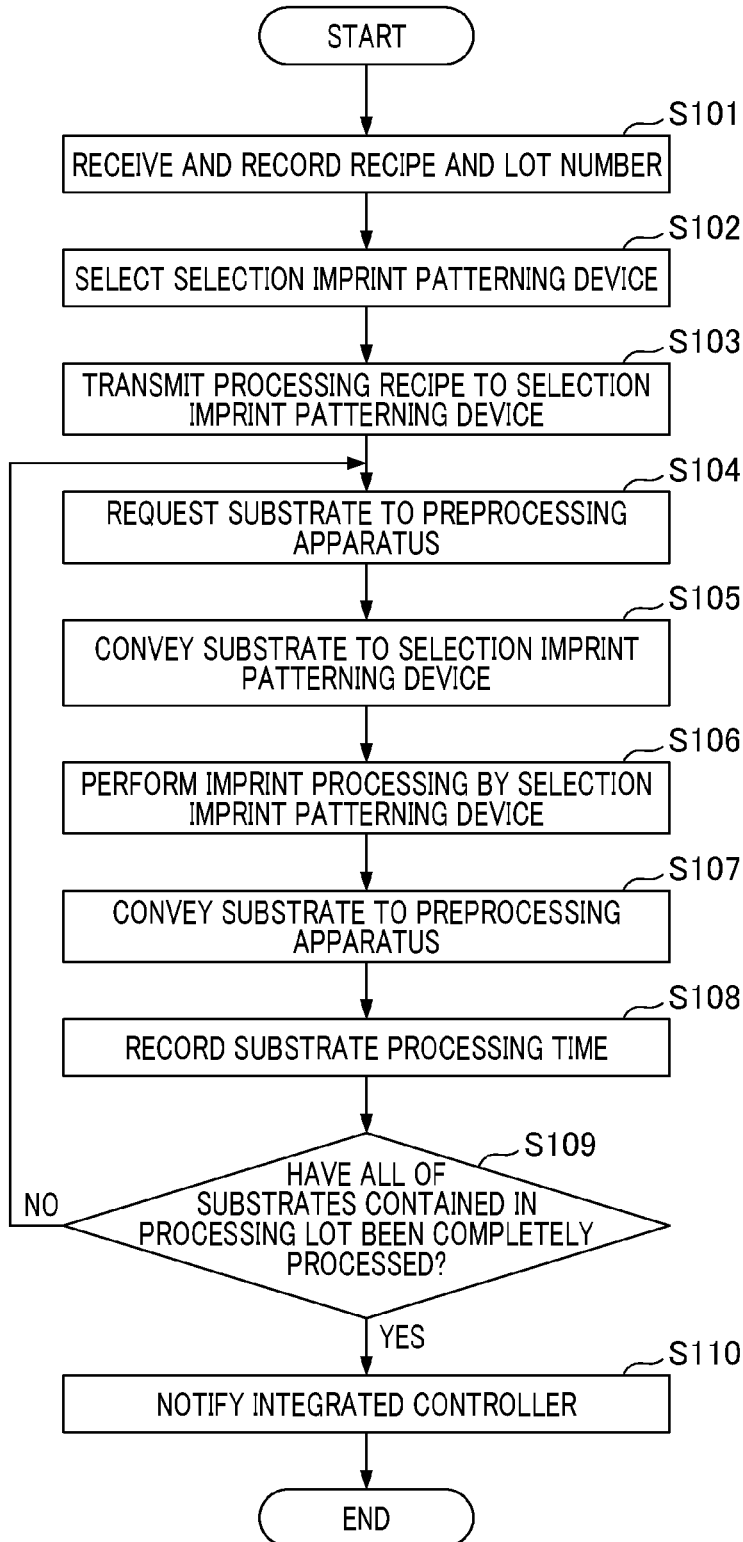 START
S101
RECEIVE AND RECORD RECIPE AND LOT NUMBER
S102
SELECT SELECTION IMPRINT PATTERNING DEVICE
S103
TRANSMIT PROCESSING RECIPE TO SELECTION
IMPRINT PATTERNING DEVICE
S104
REQUEST SUBSTRATE TO PREPROCESSING
APPARATUS
S105
CONVEY SUBSTRATE TO SELECTION IMPRINT
PATTERNING DEVICE
S106
PERFORM IMPRINT PROCESSING BY SELECTION
IMPRINT PATTERNING DEVICE
S107
CONVEY SUBSTRATE TO PREPROCESSING
APPARATUS
S108
RECORD SUBSTRATE PROCESSING TIME
S109
HAVE ALL OF
SUBSTRATES CONTAINED IN
PROCESSING LOT BEEN COMPLETELY
PROCESSED?
NO
YES
S110
NOTIFY INTEGRATED CONTROLLER
END